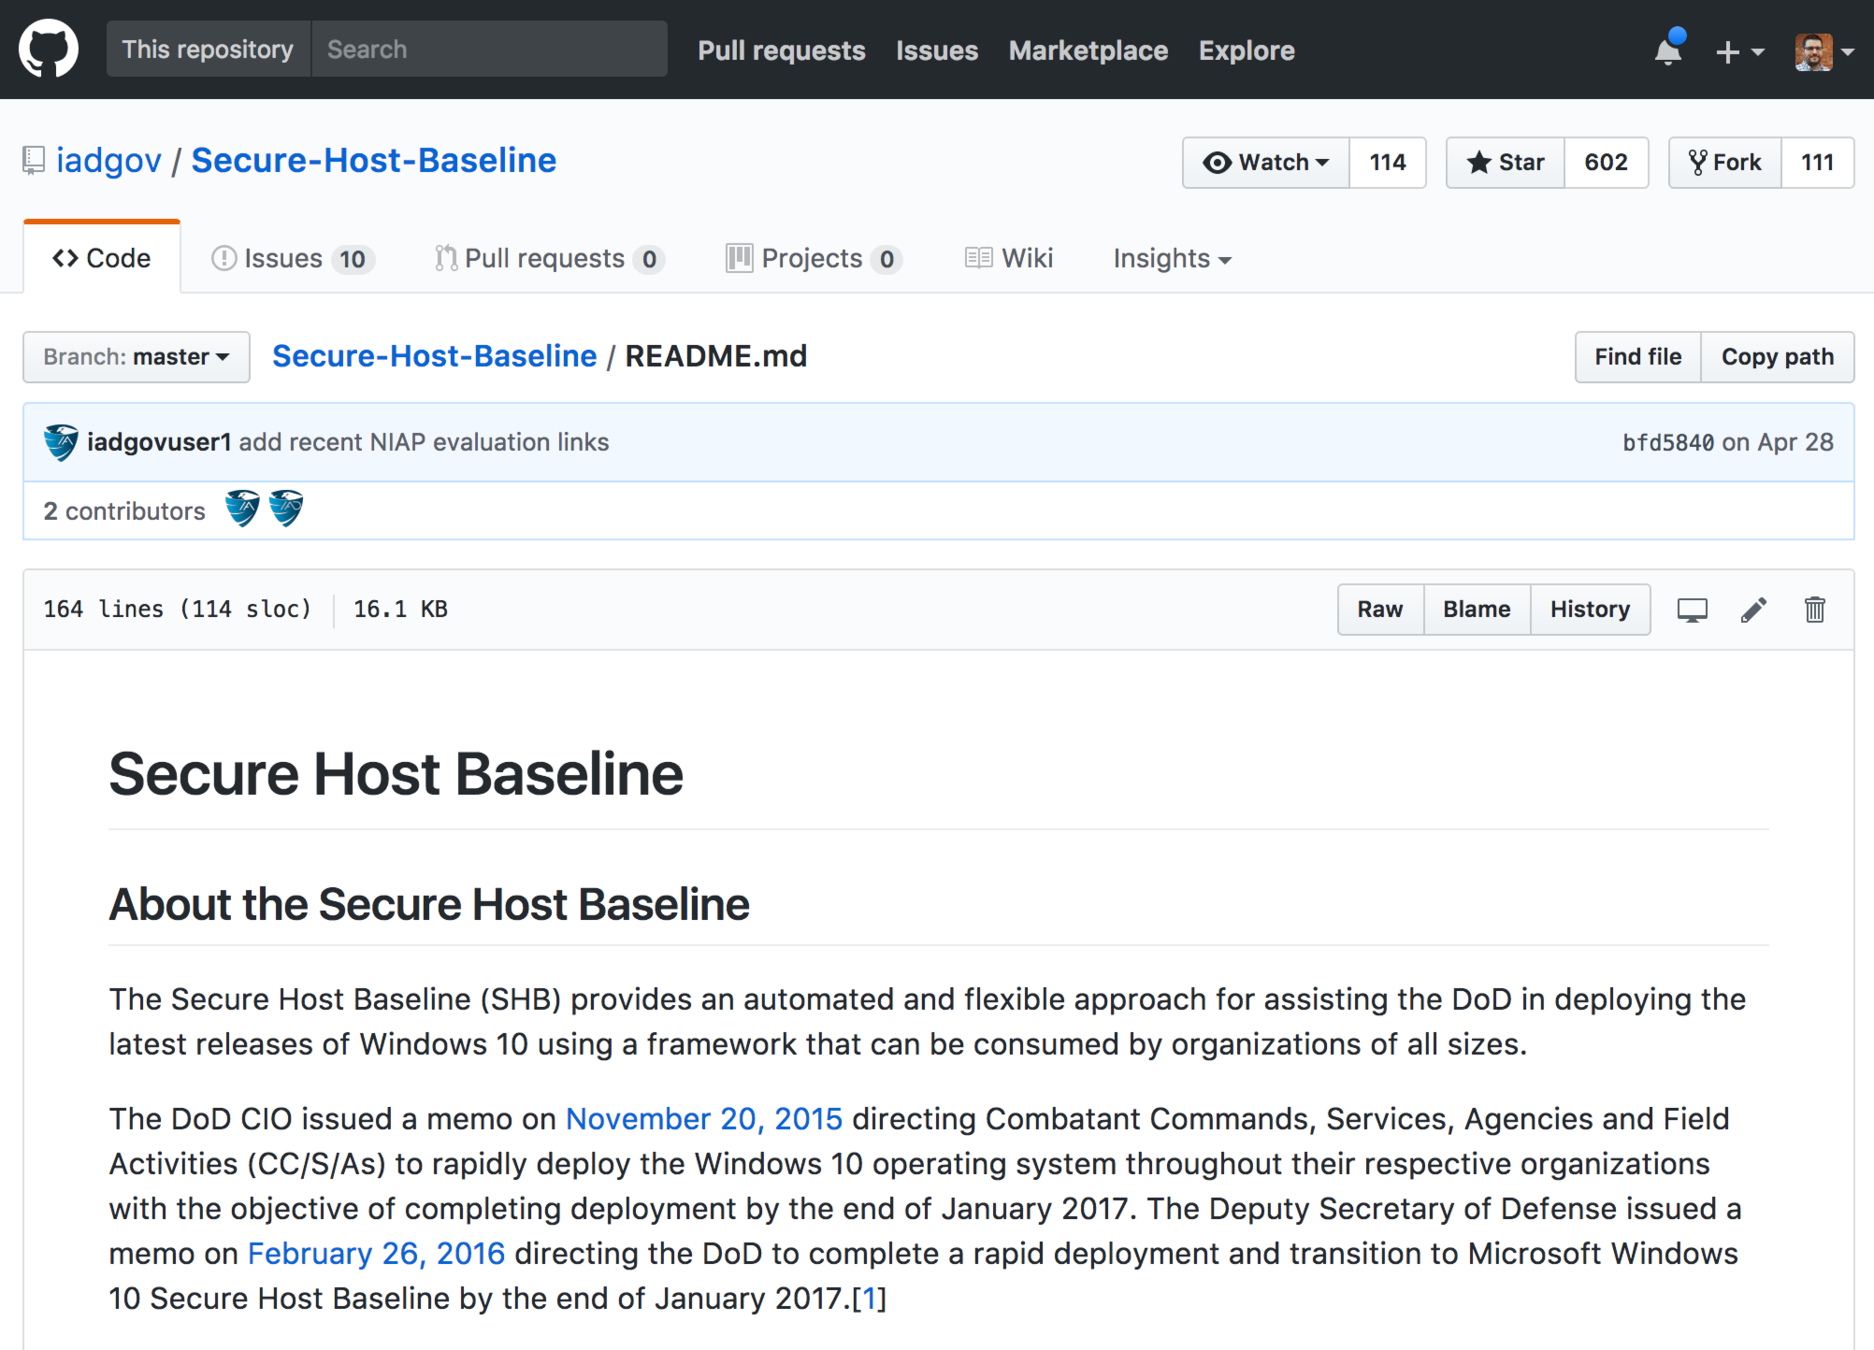 This repository Search Pull requests Issues Marketplace Explore
iadgov / Secure-Host-Baseline Watch 114 Star 602 Fork 111
Code Issues 10 Pull requests 0 Projects 0 Wiki Insights
Branch: master Secure-Host-Baseline / README.md Find file Copy path
iadgovuser1 add recent NIAP evaluation links bfd5840 on Apr 28
2 contributors
164 lines (114 sloc) 16.1 KB Raw Blame History
Secure Host Baseline
About the Secure Host Baseline
The Secure Host Baseline (SHB) provides an automated and flexible approach for assisting the DoD in deploying the
latest releases of Windows 10 using a framework that can be consumed by organizations of all sizes.
The DoD CIO issued a memo on November 20, 2015 directing Combatant Commands, Services, Agencies and Field
Activities (CC/S/As) to rapidly deploy the Windows 10 operating system throughout their respective organizations
with the objective of completing deployment by the end of January 2017. The Deputy Secretary of Defense issued a
memo on February 26, 2016 directing the DoD to complete a rapid deployment and transition to Microsoft Windows
10 Secure Host Baseline by the end of January 2017.[1]